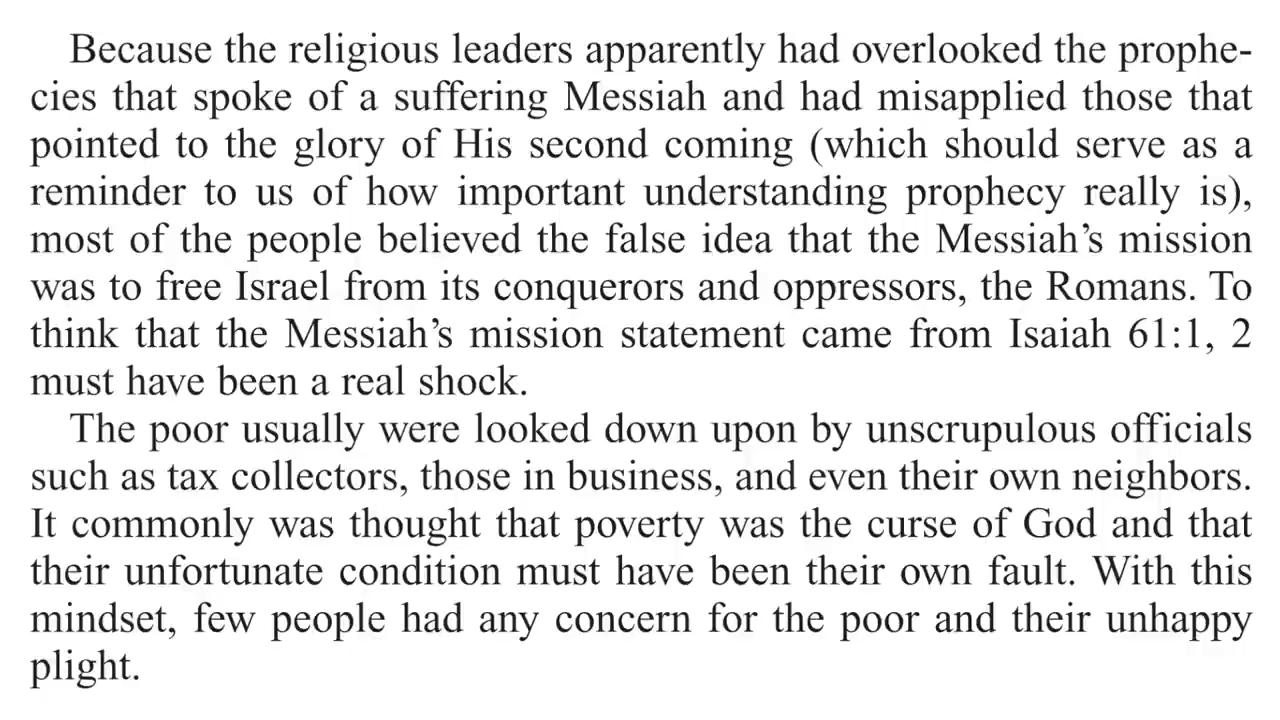 Because the religious leaders apparently had overlooked the prophe-
cies that spoke of a suffering Messiah and had misapplied those that
pointed to the glory of His second coming (which should serve as a
reminder to us of how important understanding prophecy really is),
most of the people believed the false idea that the Messiah’s mission
was to free Israel from its conquerors and oppressors, the Romans. To
think that the Messiah’s mission statement came from Isaiah 61:1, 2
must have been a real shock.
The poor usually were looked down upon by unscrupulous officials
such as tax collectors, those in business, and even their own neighbors.
It commonly was thought that poverty was the curse of God and that
their unfortunate condition must have been their own fault. With this
mindset, few people had any concern for the poor and their unhappy
plight.